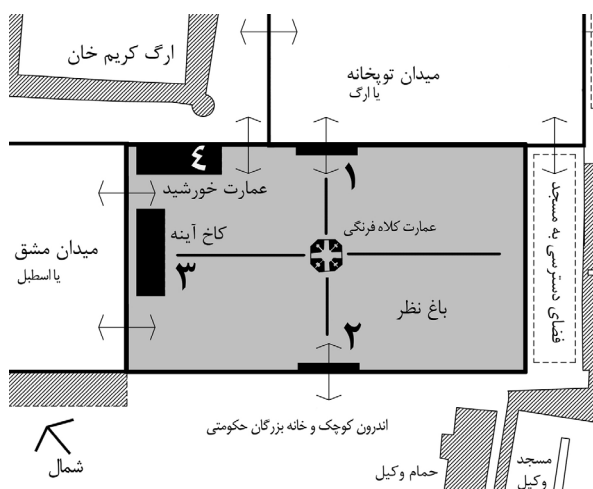 ارگ کریم خان
میدان توپخانه
یا ارگ
٤
۱
عمارت خورشید
کاخ آینه
۳
عمارت کلاه فرنگی
میدان مشق
یا اسطبل
باغ نظر
۲
فضای دسترسی به مسجد
اندرون کوچک و خانه بزرگان حکومتی
شمال
حمام وکیل
مسجد
وکیل